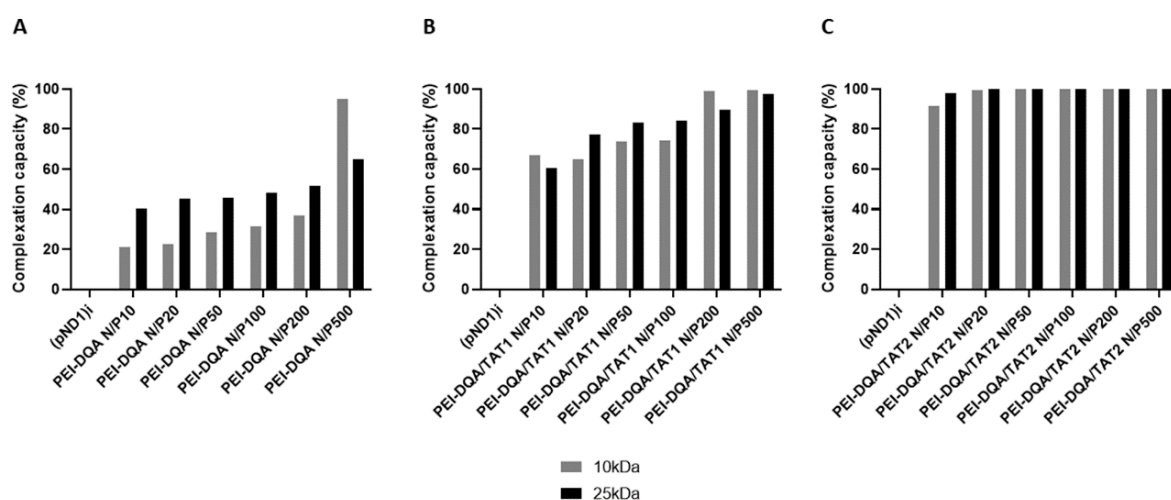 A
Complexation capacity (%)
100
80
60
40
20
0
(pND1)i
PEI-DQA N/P10
PEI-DQA N/P20
PEI-DQA N/P50
PEI-DQA N/P100
PEI-DQA N/P200
PEI-DQA N/P500
B
Complexation capacity (%)
100
80
60
40
20
0
(pND1)i
PEI-DQA/TAT1 N/P10
PEI-DQA/TAT1 N/P20
PEI-DQA/TAT1 N/P50
PEI-DQA/TAT1 N/P100
PEI-DQA/TAT1 N/P200
PEI-DQA/TAT1 N/P500
C
Complexation capacity (%)
100
80
60
40
20
0
(pND1)i
PEI-DQA/TAT2 N/P10
PEI-DQA/TAT2 N/P20
PEI-DQA/TAT2 N/P50
PEI-DQA/TAT2 N/P100
PEI-DQA/TAT2 N/P200
PEI-DQA/TAT2 N/P500
10kDa
25kDa